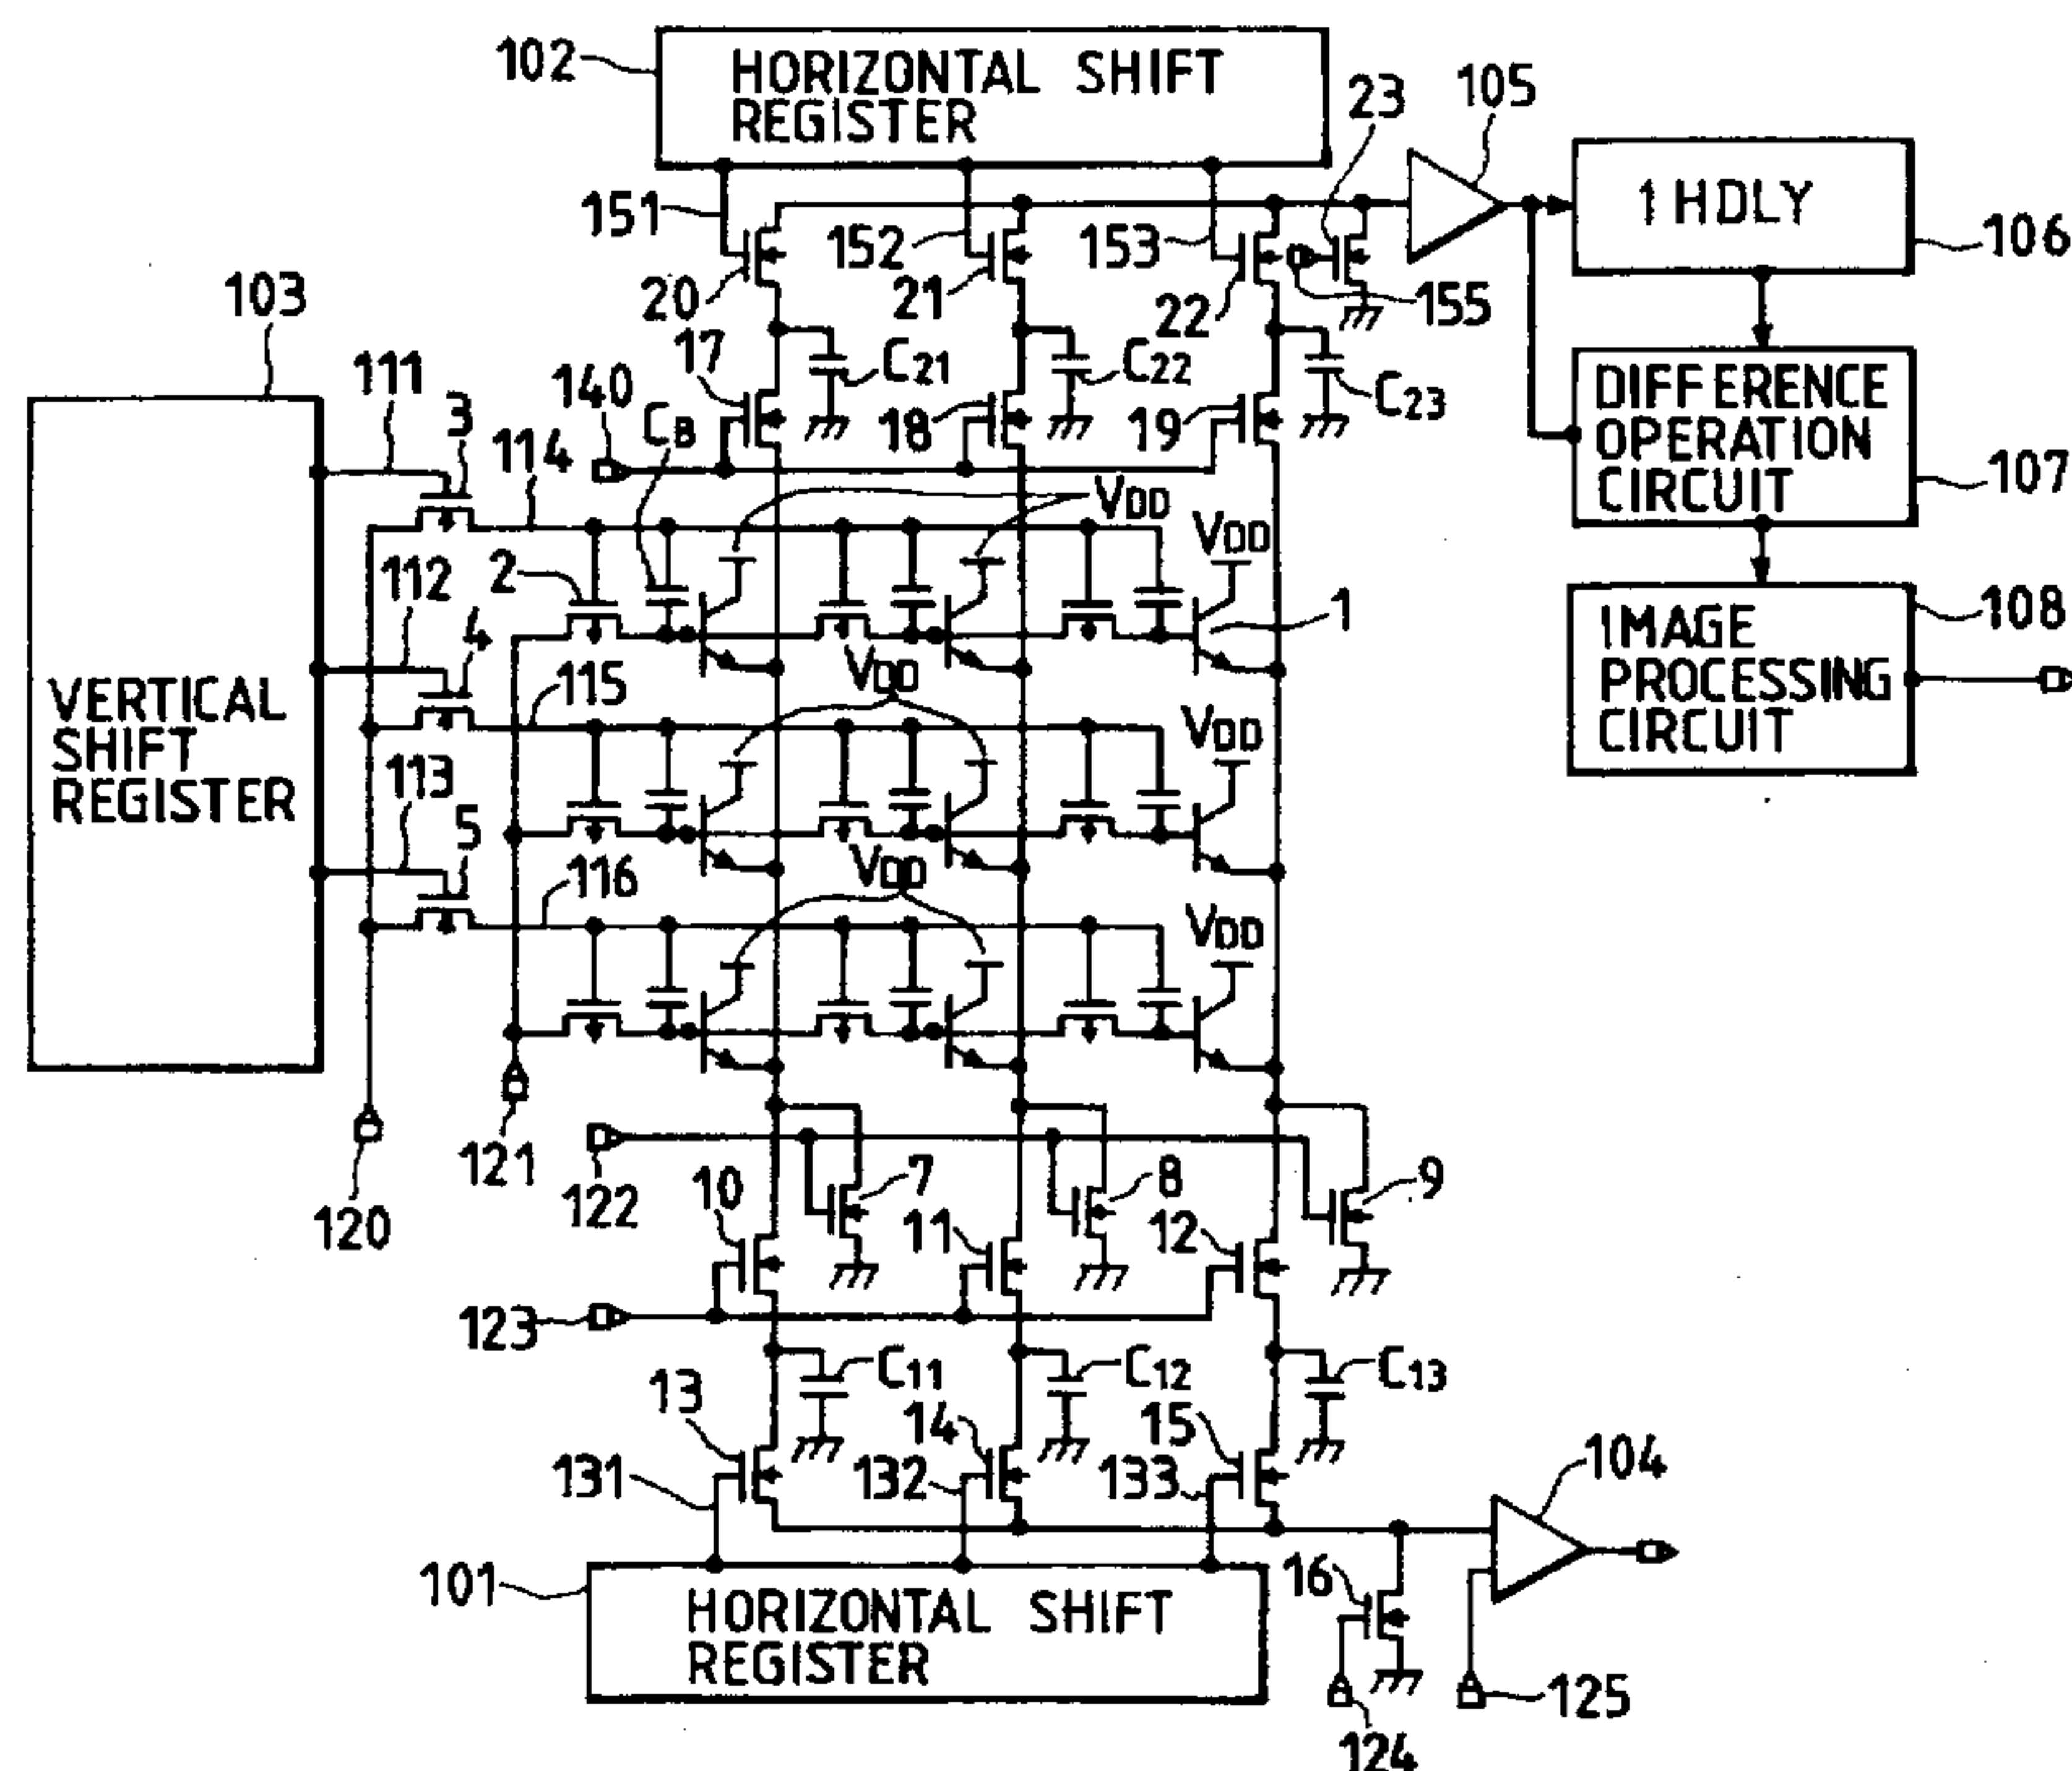 102
HORIZONTAL SHIFT
REGISTER
23
105
1 HDLY
106
151
152
153
155
20
21
22
103
17
C21
C22
C23
140
CB
18
19
DIFFERENCE
OPERATION
CIRCUIT
107
111
3
114
VDD
VDD
112
2
4
1
115
VDD
VDD
IMAGE
PROCESSING
CIRCUIT
108
VERTICAL
SHIFT
REGISTER
113
5
116
VDD
VDD
120
121
122
10
7
11
8
12
9
123
C11
C12
C13
13
14
15
131
132
133
104
101
HORIZONTAL SHIFT
REGISTER
16
124
125